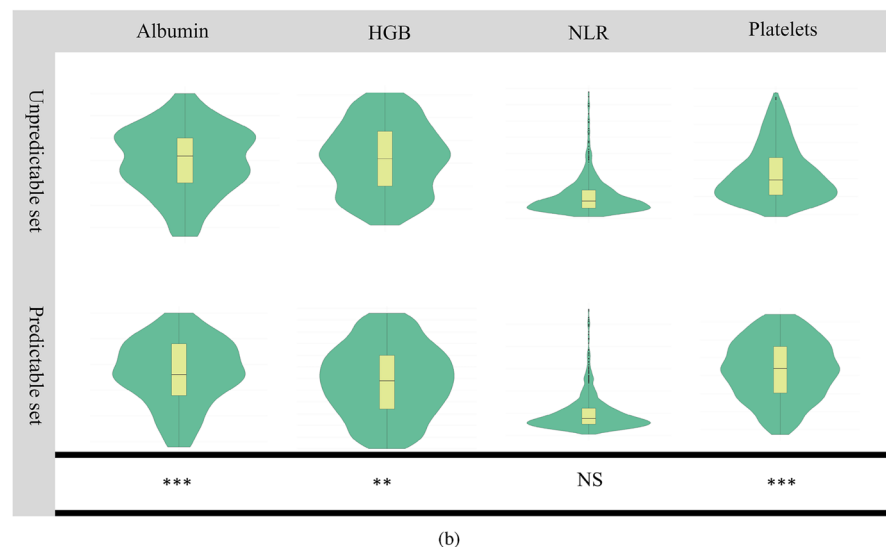 Albumin HGB NLR Platelets
Unpredictable set
Predictable set
*** ** NS ***
(b)